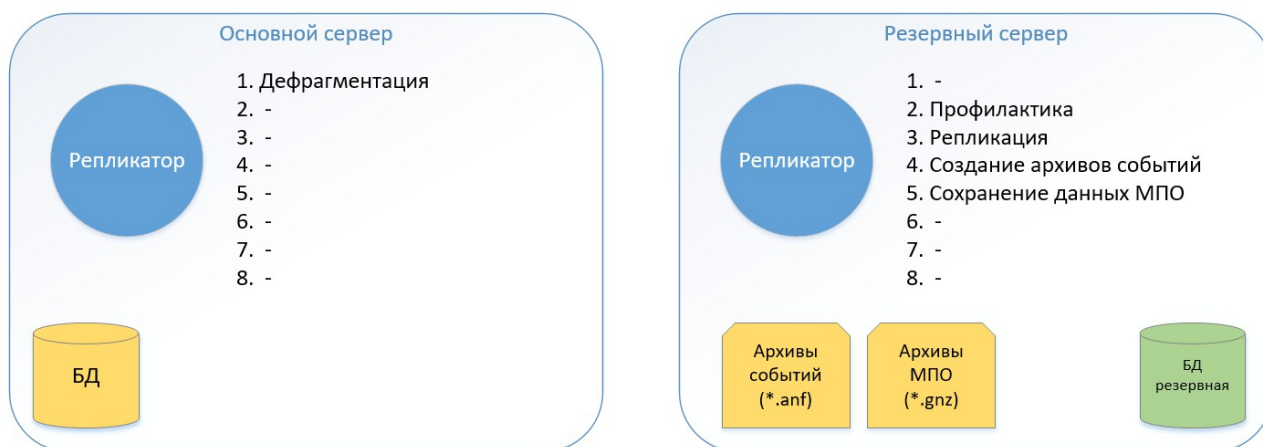 Основной сервер
Репликатор
1. Дефрагментация
2. -
3. -
4. -
5. -
6. -
7. -
8. -
БД
Резервный сервер
Репликатор
1. -
2. Профилактика
3. Репликация
4. Создание архивов событий
5. Сохранение данных МПО
6. -
7. -
8. -
Архивы
событий
(*.anf)
Архивы
МПО
(*.gnz)
БД
резервная